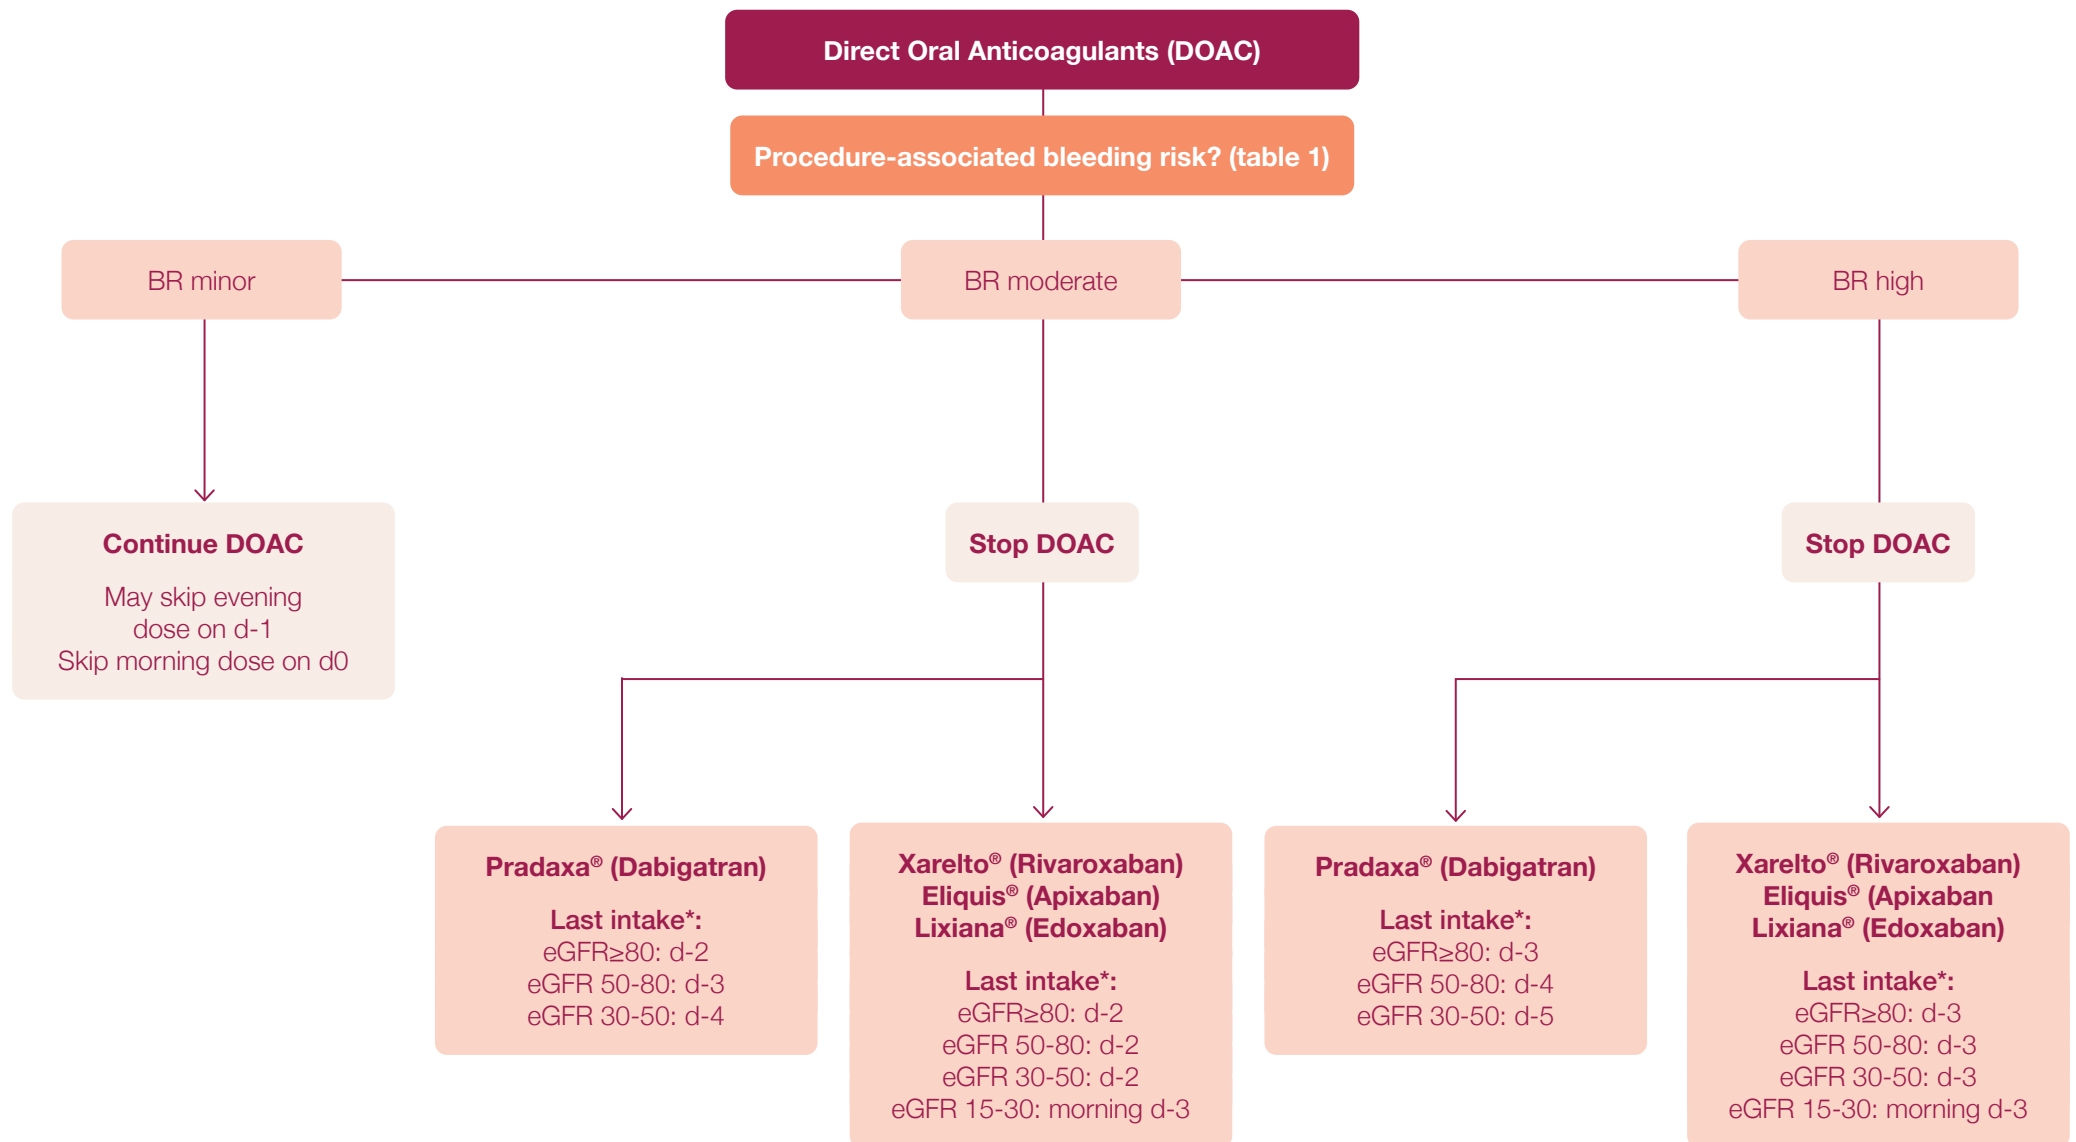 Direct Oral Anticoagulants (DOAC)
Procedure-associated bleeding risk? (table 1)
BR minor
BR moderate
BR high
Continue DOAC
May skip evening
dose on d-1
Skip morning dose on d0
Stop DOAC
Stop DOAC
Pradaxa® (Dabigatran)
Last intake*:
eGFR≥80: d-2
eGFR 50-80: d-3
eGFR 30-50: d-4
Xarelto® (Rivaroxaban)
Eliquis® (Apixaban)
Lixiana® (Edoxaban)
Last intake*:
eGFR≥80: d-2
eGFR 50-80: d-2
eGFR 30-50: d-2
eGFR 15-30: morning d-3
Pradaxa® (Dabigatran)
Last intake*:
eGFR≥80: d-3
eGFR 50-80: d-4
eGFR 30-50: d-5
Xarelto® (Rivaroxaban)
Eliquis® (Apixaban
Lixiana® (Edoxaban)
Last intake*:
eGFR≥80: d-3
eGFR 50-80: d-3
eGFR 30-50: d-3
eGFR 15-30: morning d-3